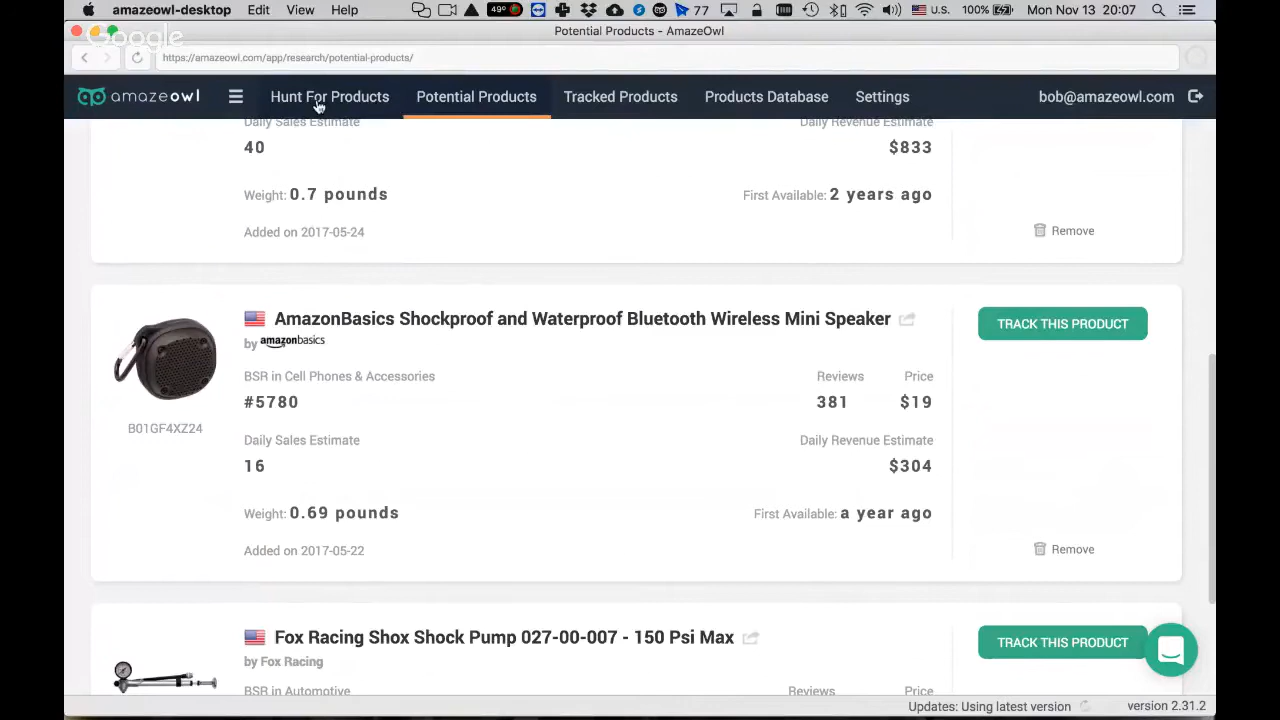 amazeowl-desktop Edit View Help 49° 77 U.S. 100% Mon Nov 13 20:07
Potential Products - AmazeOwl
Google
https://amazeowl.com/app/research/potential-products/
amazeowl Hunt For Products Potential Products Tracked Products Products Database Settings bob@amazeowl.com
Daily Sales Estimate Daily Revenue Estimate
40 $833
Weight: 0.7 pounds First Available: 2 years ago
Added on 2017-05-24 Remove
AmazonBasics Shockproof and Waterproof Bluetooth Wireless Mini Speaker TRACK THIS PRODUCT
by amazonbasics
BSR in Cell Phones & Accessories Reviews Price
#5780 381 $19
B01GF4XZ24
Daily Sales Estimate Daily Revenue Estimate
16 $304
Weight: 0.69 pounds First Available: a year ago
Added on 2017-05-22 Remove
Fox Racing Shox Shock Pump 027-00-007 - 150 Psi Max TRACK THIS PRODUCT
by Fox Racing
BSR in Automotive Reviews Price
Updates: Using latest version version 2.31.2